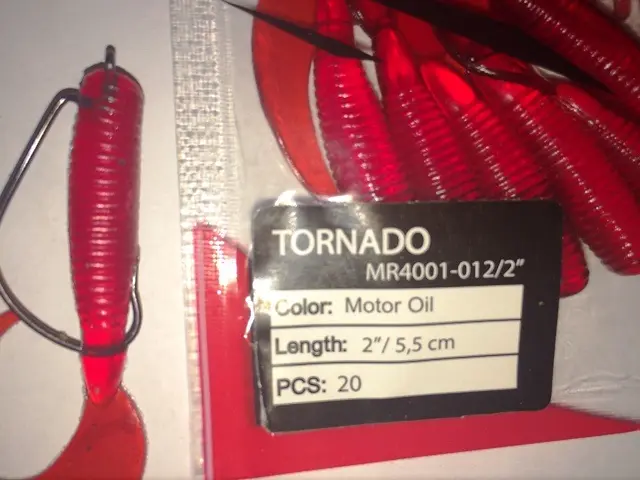 TORNADO
MR4001-012/2"
Color: Motor Oil
Length: 2"/ 5,5 cm
PCS: 20